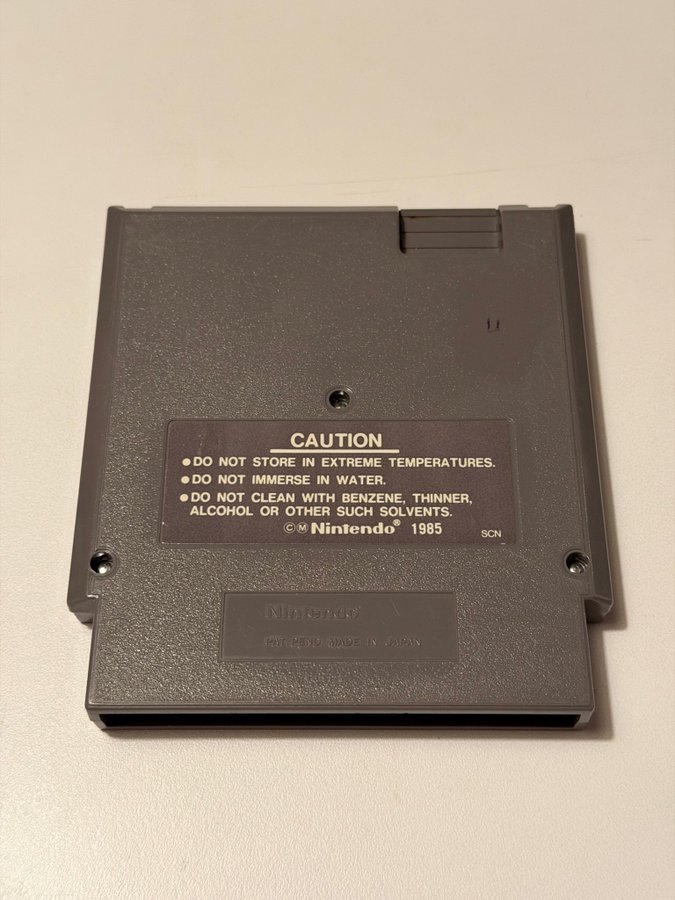 CAUTION
●DO NOT STORE IN EXTREME TEMPERATURES.
●DO NOT IMMERSE IN WATER.
●DO NOT CLEAN WITH BENZENE, THINNER,
ALCOHOL OR OTHER SUCH SOLVENTS.
©Ⓜ Nintendo® 1985
SCN
Nintendo
PAT. PEND. MADE IN JAPAN